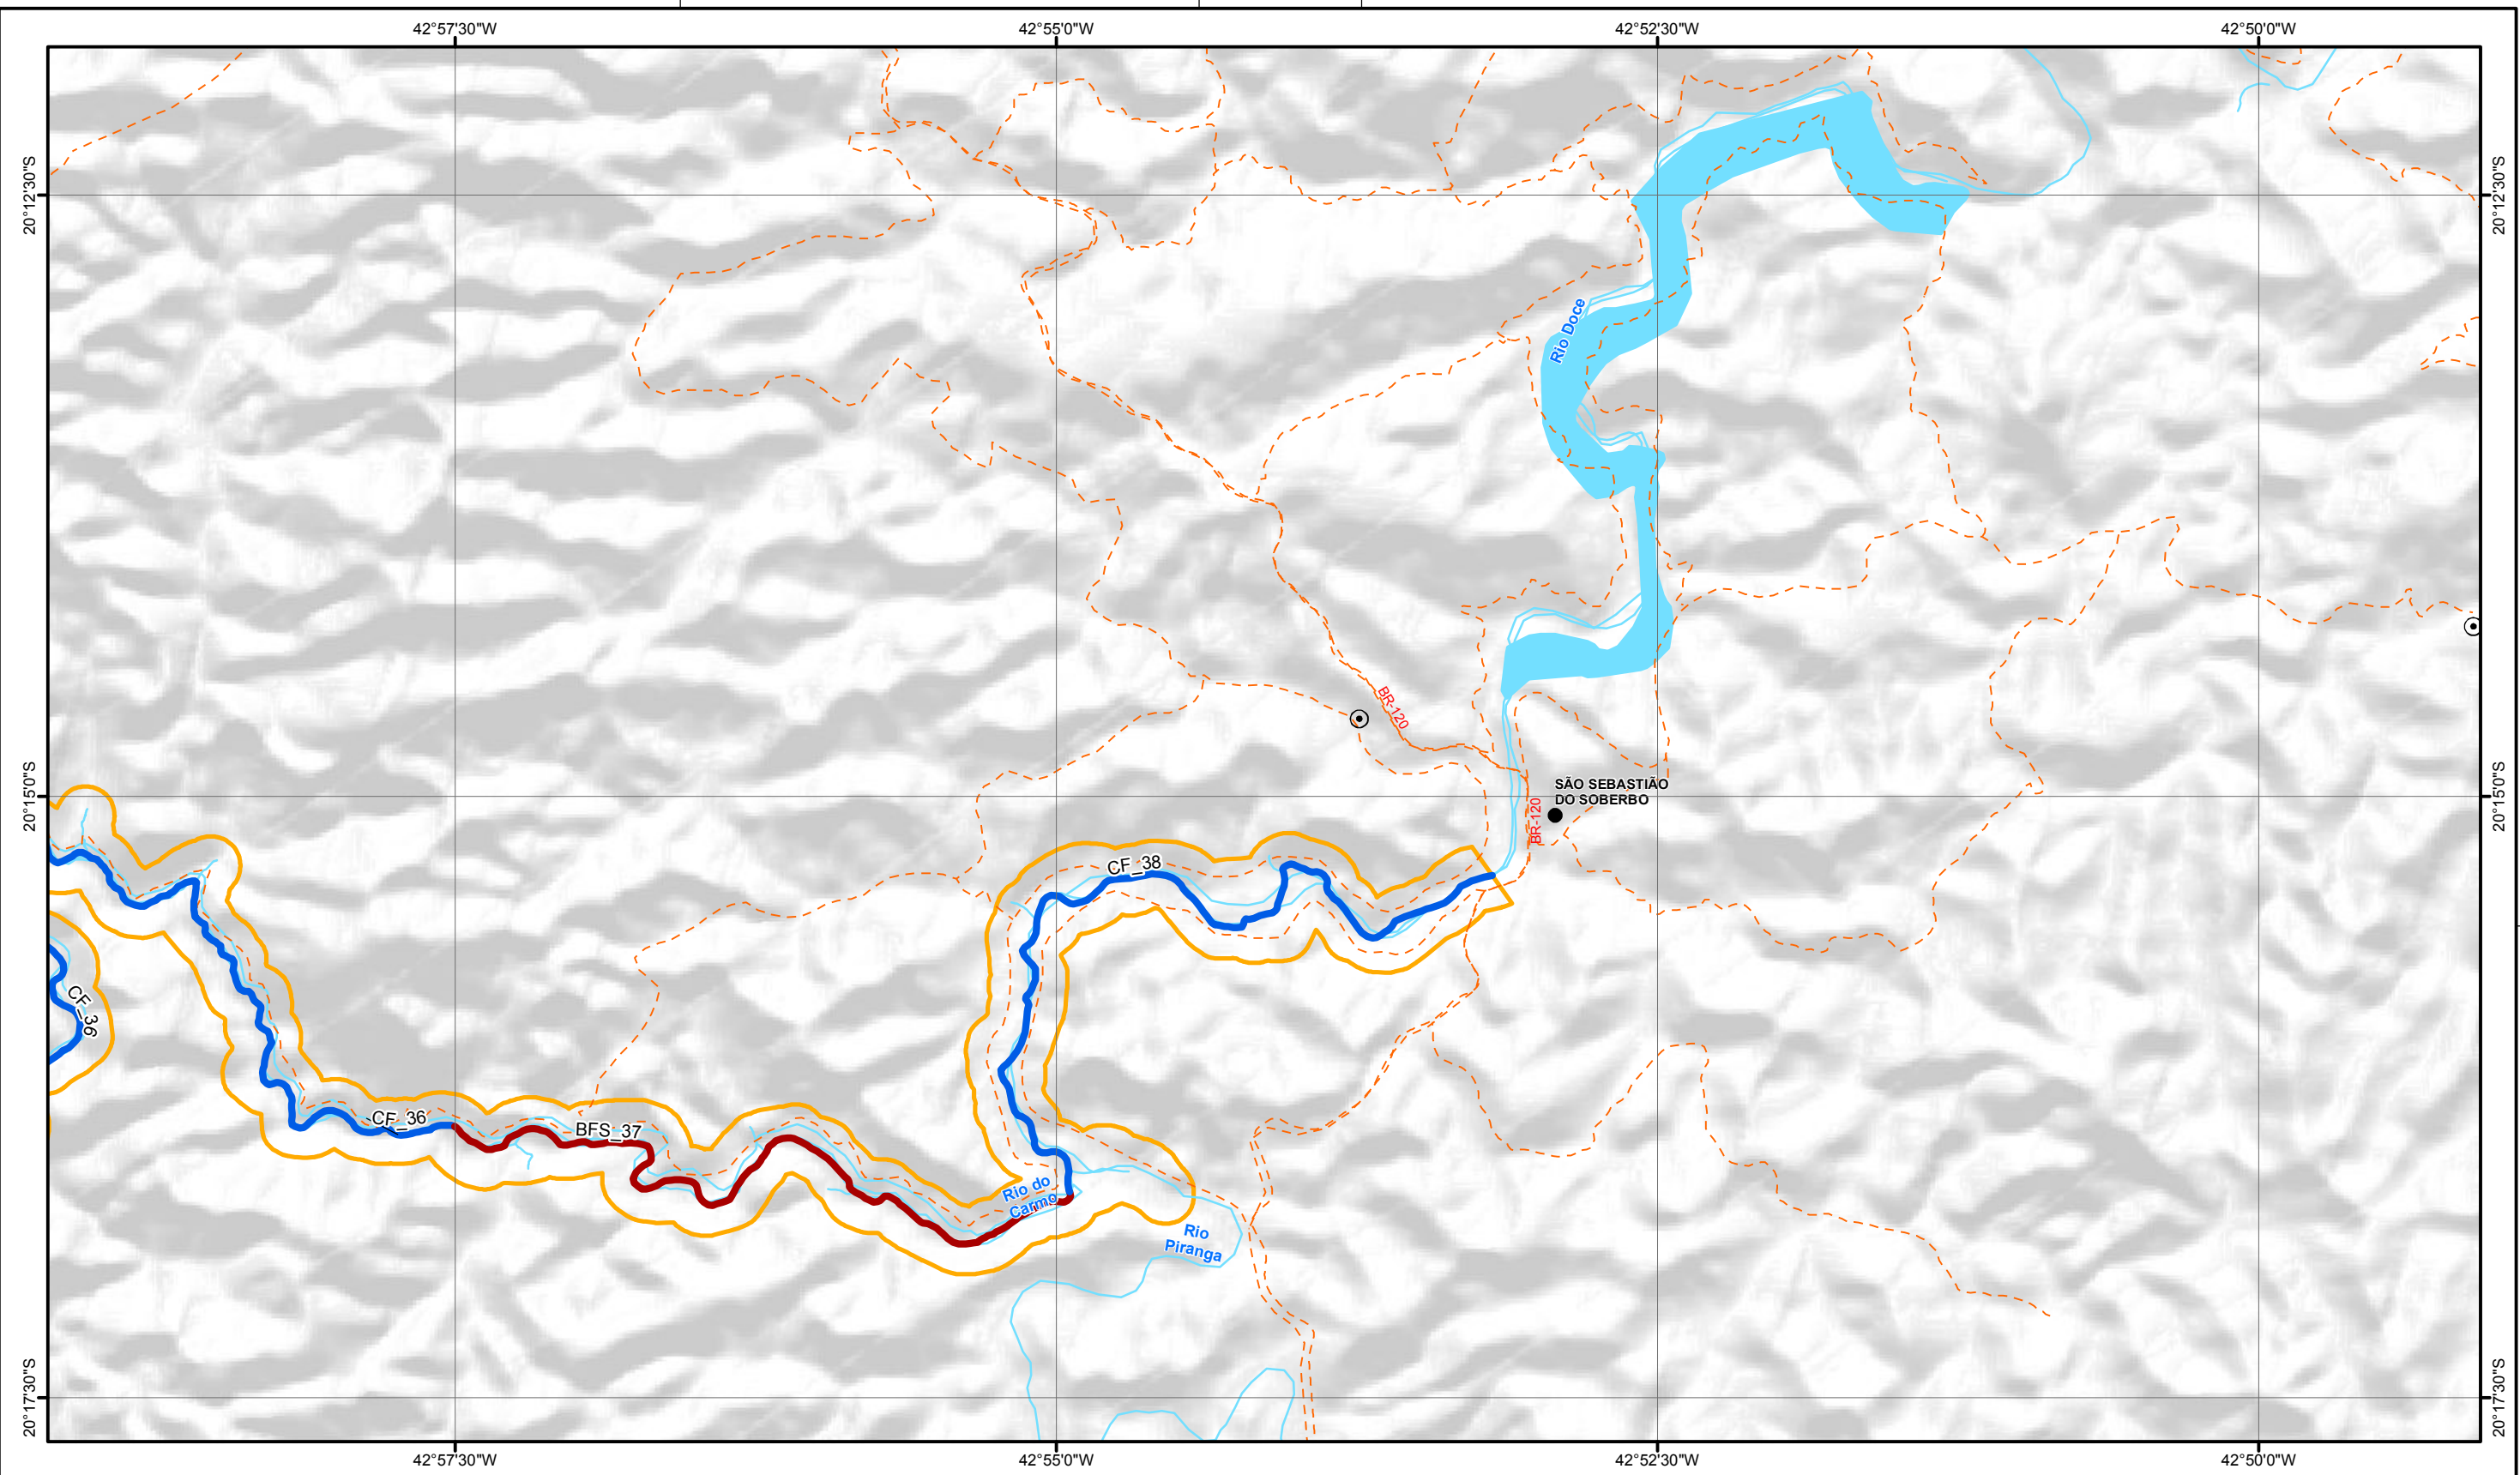 42°57'30"W
42°55'0"W
42°52'30"W
42°50'0"W
20°12'30"S
20°12'30"S
Rio Doce
BR-120
20°15'0"S
SÃO SEBASTIÃO
DO SOBERBO
20°15'0"S
BR-120
CF_38
CF_36
CF_36
BFS_37
Rio do
Carmo
Rio
Piranga
20°17'30"S
20°17'30"S
42°57'30"W
42°55'0"W
42°52'30"W
42°50'0"W